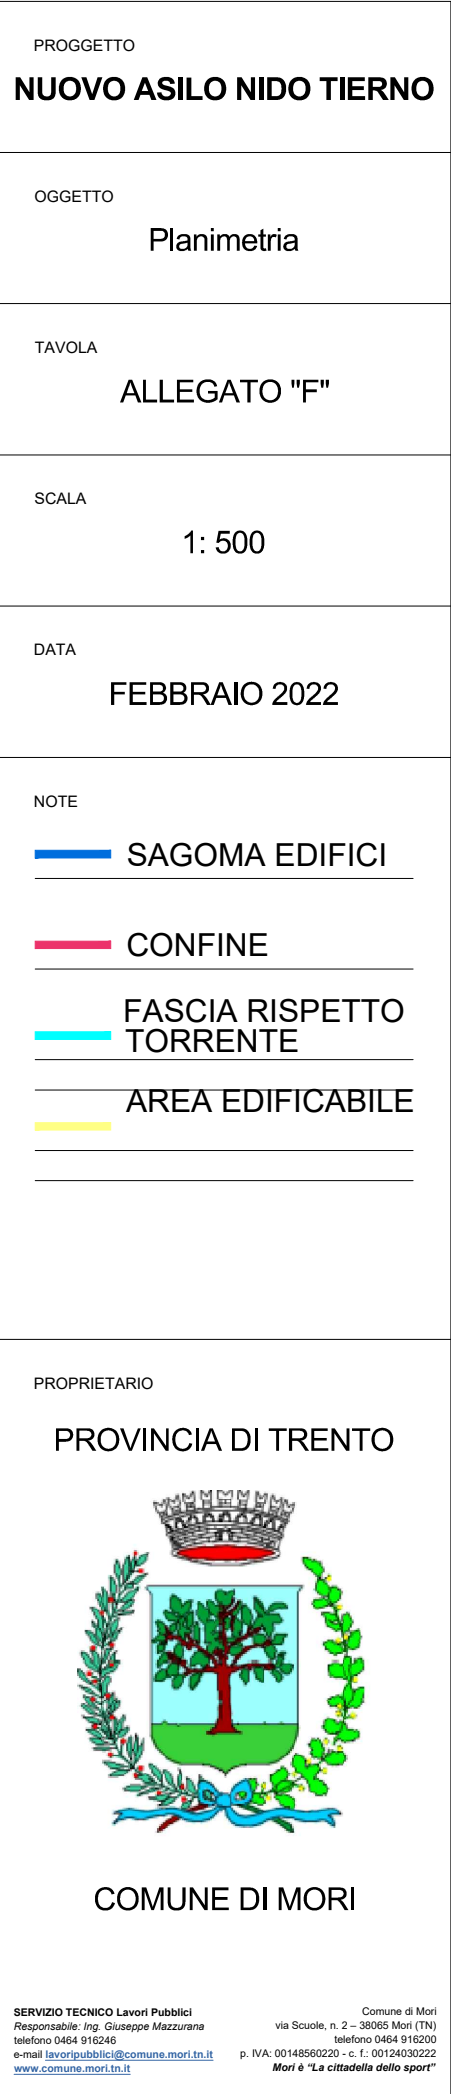 PROGGETTO
NUOVO ASILO NIDO TIERNO
OGGETTO
Planimetria
TAVOLA
ALLEGATO "F"
SCALA
1: 500
DATA
FEBBRAIO 2022
NOTE
SAGOMA EDIFICI
CONFINE
FASCIA RISPETTO
TORRENTE
AREA EDIFICABILE
PROPRIETARIO
PROVINCIA DI TRENTO
COMUNE DI MORI
SERVIZIO TECNICO Lavori Pubblici
Responsabile: Ing. Giuseppe Mazzurana
telefono 0464 916246
e-mail lavoripubblici@comune.mori.tn.it
www.comune.mori.tn.it
Comune di Mori
via Scuole, n. 2 – 38065 Mori (TN)
telefono 0464 916200
p. IVA: 00148560220 - c. f.: 00124030222
Mori è “La cittadella dello sport”